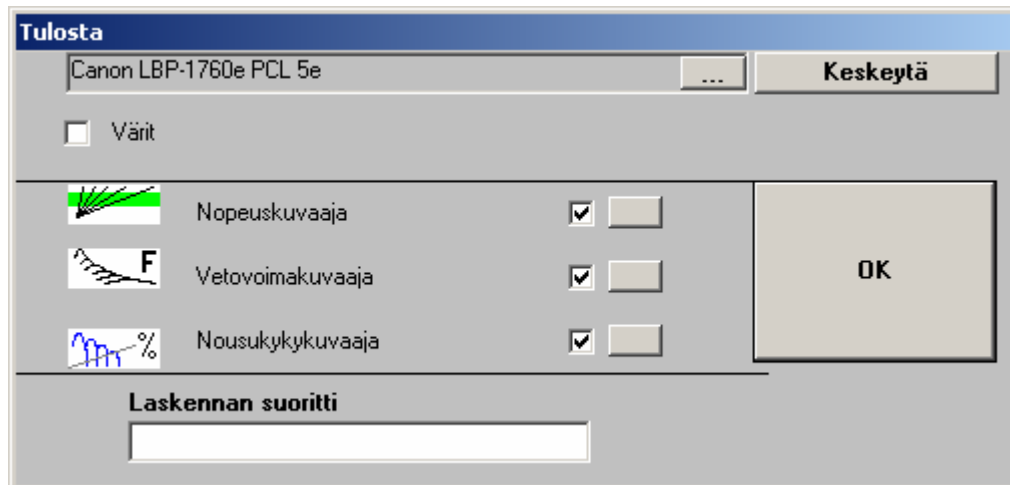 Tulosta
Canon LBP-1760e PCL 5e ... Keskeytä
Värit
Nopeuskuvaaja
F Vetovoimakuvaaja OK
% Nousukykykuvaaja
Laskennan suoritti